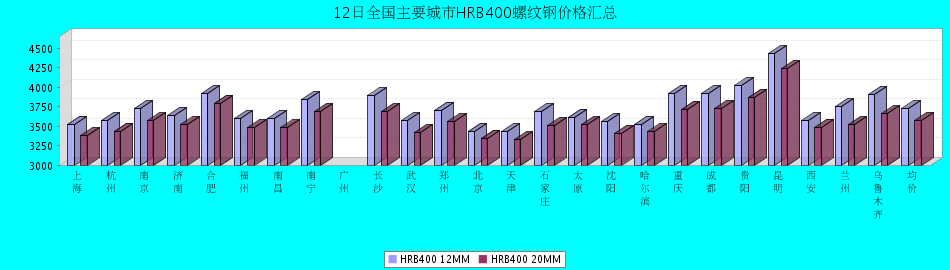 12日全国主要城市HRB400螺纹钢价格汇总
4500
4250
4000
3750
3500
3250
3000
上海
杭州
南京
济南
合肥
福州
南昌
南宁
广州
长沙
武汉
郑州
北京
天津
石家庄
太原
沈阳
哈尔滨
重庆
成都
贵阳
昆明
西安
兰州
乌鲁木齐
均价
HRB400 12MM
HRB400 20MM